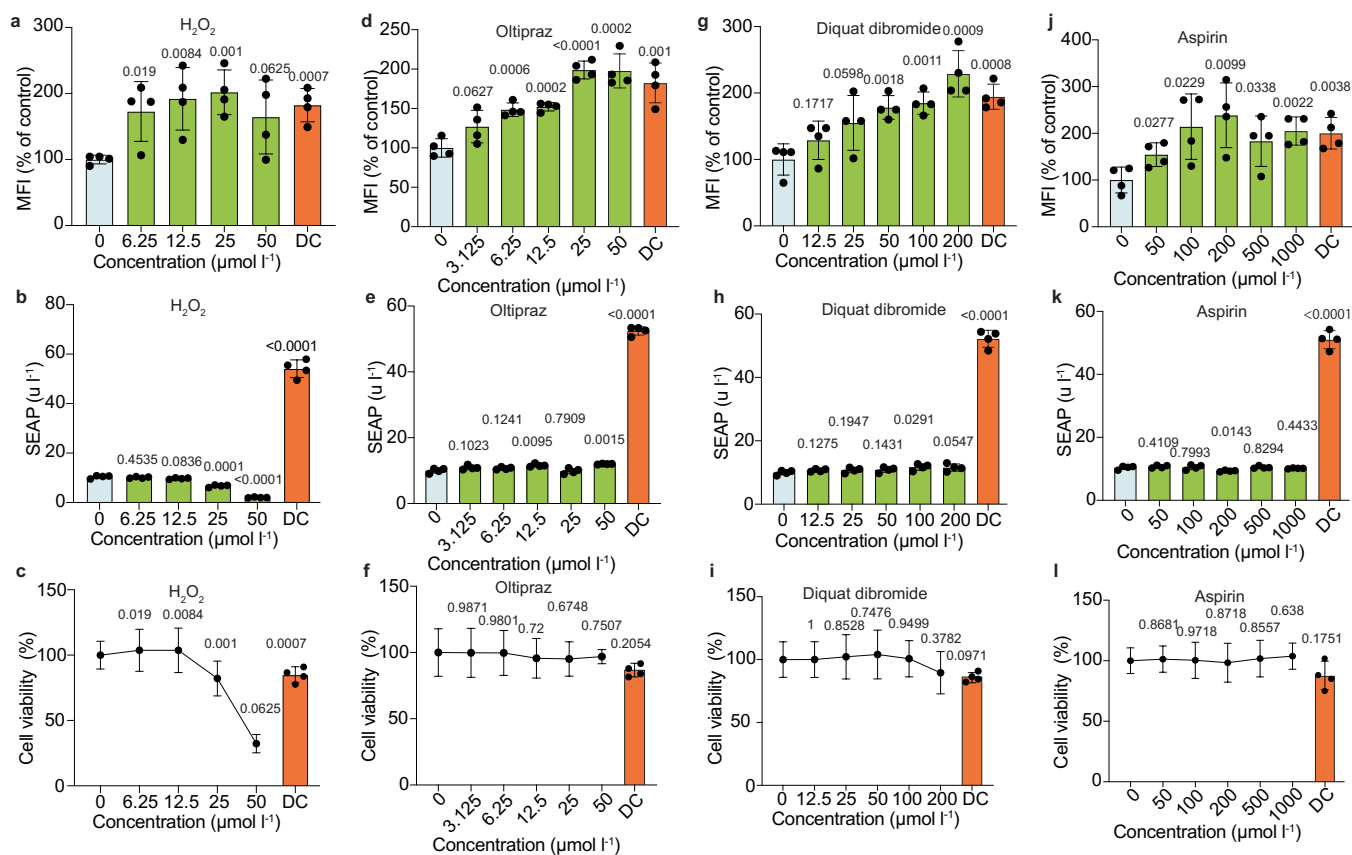 a
H₂O₂
MFI (% of control)
300
200
100
0
0.019
0.0084
0.001
0.0625
0.0007
0 6.25 12.5 25 50 DC
Concentration (µmol l⁻¹)
d
Oltipraz
MFI (% of control)
250
200
150
100
50
0
0.0627
0.0006
0.0002
<0.0001
0.0002
0.001
0 3.125 6.25 12.5 25 50 DC
Concentration (µmol l⁻¹)
g
Diquat dibromide
MFI (% of control)
300
200
100
0
0.1717
0.0598
0.0018
0.0011
0.0009
0.0008
0 12.5 25 50 100 200 DC
Concentration (µmol l⁻¹)
j
Aspirin
MFI (% of control)
400
300
200
100
0
0.0277
0.0229
0.0099
0.0338
0.0022
0.0038
0 50 100 200 500 1000 DC
Concentration (µmol l⁻¹)
b
H₂O₂
SEAP (u l⁻¹)
80
60
40
20
0
0.4535
0.0836
0.0001
<0.0001
<0.0001
0 6.25 12.5 25 50 DC
Concentration (µmol l⁻¹)
e
Oltipraz
SEAP (u l⁻¹)
60
40
20
0
0.1023
0.1241
0.0095
0.7909
0.0015
<0.0001
0 3.125 6.25 12.5 25 50 DC
Concentration (µmol l⁻¹)
h
Diquat dibromide
SEAP (u l⁻¹)
60
40
20
0
0.1275
0.1947
0.1431
0.0291
0.0547
<0.0001
0 12.5 25 50 100 200 DC
Concentration (µmol l⁻¹)
k
Aspirin
SEAP (u l⁻¹)
60
40
20
0
0.4109
0.7993
0.0143
0.8294
0.4433
<0.0001
0 50 100 200 500 1000 DC
Concentration (µmol l⁻¹)
c
H₂O₂
Cell viability (%)
150
100
50
0
0.019
0.0084
0.001
0.0625
0.0007
0 6.25 12.5 25 50 DC
Concentration (µmol l⁻¹)
f
Oltipraz
Cell viability (%)
150
100
50
0
0.9871
0.9801
0.72
0.6748
0.7507
0.2054
0 3.125 6.25 12.5 25 50 DC
Concentration (µmol l⁻¹)
i
Diquat dibromide
Cell viability (%)
150
100
50
0
1
0.8528
0.7476
0.9499
0.3782
0.0971
0 12.5 25 50 100 200 DC
Concentration (µmol l⁻¹)
l
Aspirin
Cell viability (%)
150
100
50
0
0.8681
0.9718
0.8718
0.8557
0.638
0.1751
0 50 100 200 500 1000 DC
Concentration (µmol l⁻¹)